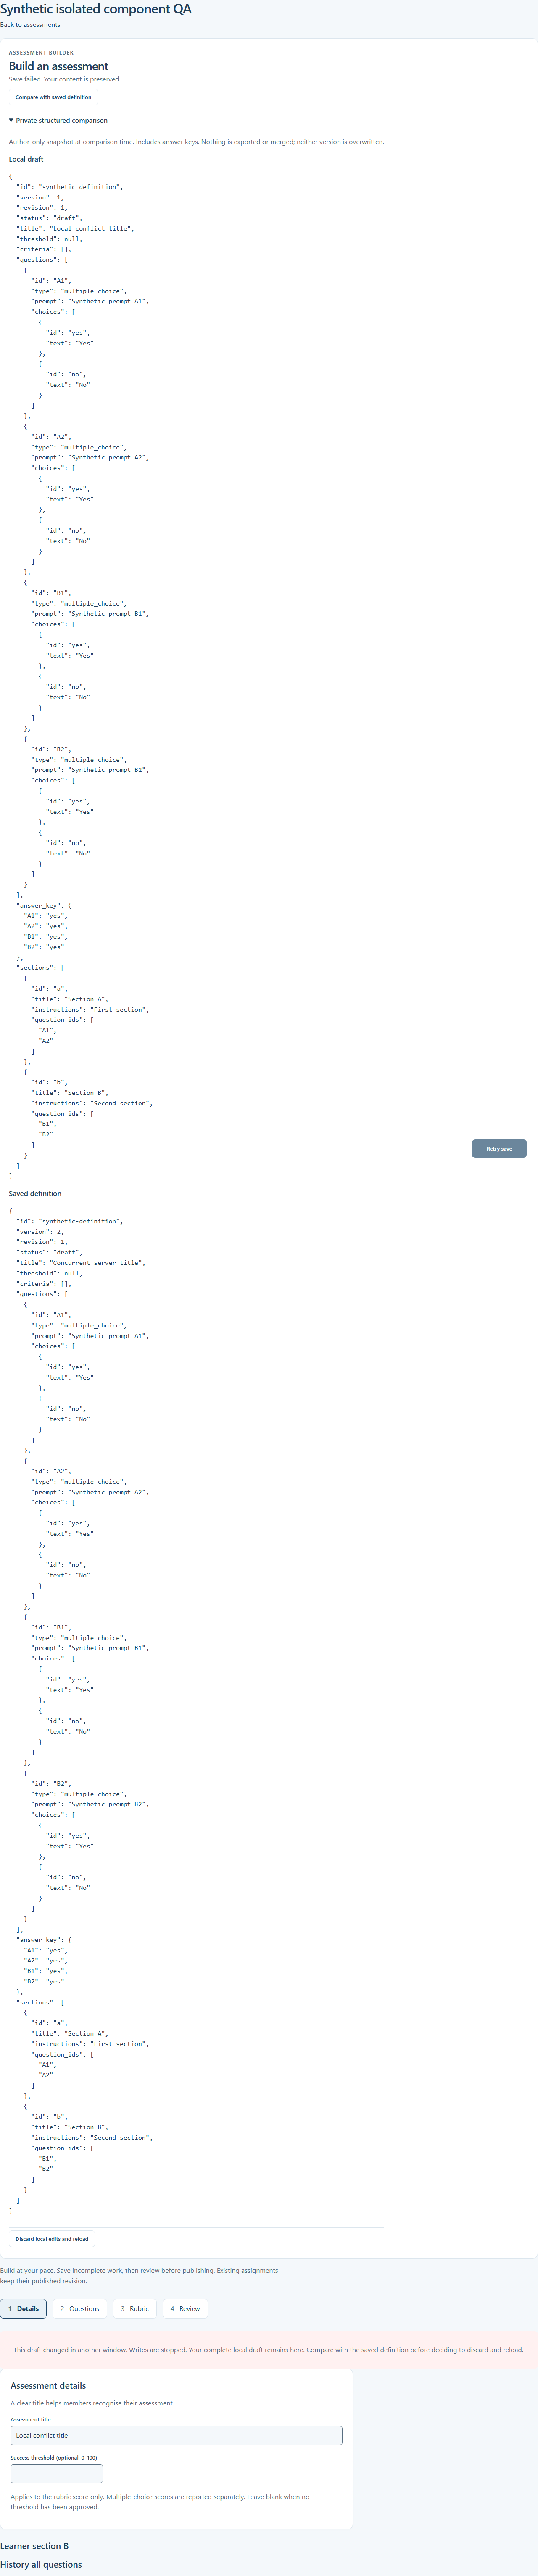 Synthetic isolated component QA
Back to assessments
ASSESSMENT BUILDER
Build an assessment
Save failed. Your content is preserved.
Compare with saved definition
▼ Private structured comparison
Author-only snapshot at comparison time. Includes answer keys. Nothing is exported or merged; neither version is overwritten.
Local draft
{
  "id": "synthetic-definition",
  "version": 1,
  "revision": 1,
  "status": "draft",
  "title": "Local conflict title",
  "threshold": null,
  "criteria": [],
  "questions": [
    {
      "id": "A1",
      "type": "multiple_choice",
      "prompt": "Synthetic prompt A1",
      "choices": [
        {
          "id": "yes",
          "text": "Yes"
        },
        {
          "id": "no",
          "text": "No"
        }
      ]
    },
    {
      "id": "A2",
      "type": "multiple_choice",
      "prompt": "Synthetic prompt A2",
      "choices": [
        {
          "id": "yes",
          "text": "Yes"
        },
        {
          "id": "no",
          "text": "No"
        }
      ]
    },
    {
      "id": "B1",
      "type": "multiple_choice",
      "prompt": "Synthetic prompt B1",
      "choices": [
        {
          "id": "yes",
          "text": "Yes"
        },
        {
          "id": "no",
          "text": "No"
        }
      ]
    },
    {
      "id": "B2",
      "type": "multiple_choice",
      "prompt": "Synthetic prompt B2",
      "choices": [
        {
          "id": "yes",
          "text": "Yes"
        },
        {
          "id": "no",
          "text": "No"
        }
      ]
    }
  ],
  "answer_key": {
    "A1": "yes",
    "A2": "yes",
    "B1": "yes",
    "B2": "yes"
  },
  "sections": [
    {
      "id": "a",
      "title": "Section A",
      "instructions": "First section",
      "question_ids": [
        "A1",
        "A2"
      ]
    },
    {
      "id": "b",
      "title": "Section B",
      "instructions": "Second section",
      "question_ids": [
        "B1",
        "B2"
      ]
    }
  ]
}
Retry save
Saved definition
{
  "id": "synthetic-definition",
  "version": 2,
  "revision": 1,
  "status": "draft",
  "title": "Concurrent server title",
  "threshold": null,
  "criteria": [],
  "questions": [
    {
      "id": "A1",
      "type": "multiple_choice",
      "prompt": "Synthetic prompt A1",
      "choices": [
        {
          "id": "yes",
          "text": "Yes"
        },
        {
          "id": "no",
          "text": "No"
        }
      ]
    },
    {
      "id": "A2",
      "type": "multiple_choice",
      "prompt": "Synthetic prompt A2",
      "choices": [
        {
          "id": "yes",
          "text": "Yes"
        },
        {
          "id": "no",
          "text": "No"
        }
      ]
    },
    {
      "id": "B1",
      "type": "multiple_choice",
      "prompt": "Synthetic prompt B1",
      "choices": [
        {
          "id": "yes",
          "text": "Yes"
        },
        {
          "id": "no",
          "text": "No"
        }
      ]
    },
    {
      "id": "B2",
      "type": "multiple_choice",
      "prompt": "Synthetic prompt B2",
      "choices": [
        {
          "id": "yes",
          "text": "Yes"
        },
        {
          "id": "no",
          "text": "No"
        }
      ]
    }
  ],
  "answer_key": {
    "A1": "yes",
    "A2": "yes",
    "B1": "yes",
    "B2": "yes"
  },
  "sections": [
    {
      "id": "a",
      "title": "Section A",
      "instructions": "First section",
      "question_ids": [
        "A1",
        "A2"
      ]
    },
    {
      "id": "b",
      "title": "Section B",
      "instructions": "Second section",
      "question_ids": [
        "B1",
        "B2"
      ]
    }
  ]
}
Discard local edits and reload
Build at your pace. Save incomplete work, then review before publishing. Existing assignments
keep their published revision.
1 Details 2 Questions 3 Rubric 4 Review
This draft changed in another window. Writes are stopped. Your complete local draft remains here. Compare with the saved definition before deciding to discard and reload.
Assessment details
A clear title helps members recognise their assessment.
Assessment title
Local conflict title
Success threshold (optional, 0–100)
Applies to the rubric score only. Multiple-choice scores are reported separately. Leave blank when no
threshold has been approved.
Learner section B
History all questions